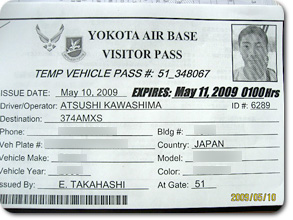 YOKOTA AIR BASE
VISITOR PASS
TEMP VEHICLE PASS #: 51_348067
ISSUE DATE: May 10, 2009 EXPIRES: May 11, 2009 0100Hrs
Driver/Operator: ATSUSHI KAWASHIMA ID #: 6289
Destination: 374AMXS
Phone: Bldg #:
Veh Plate #: Country: JAPAN
Vehicle Make: Model:
Vehicle Year: Color:
Issued By: E. TAKAHASHI At Gate: 51
2009/05/10